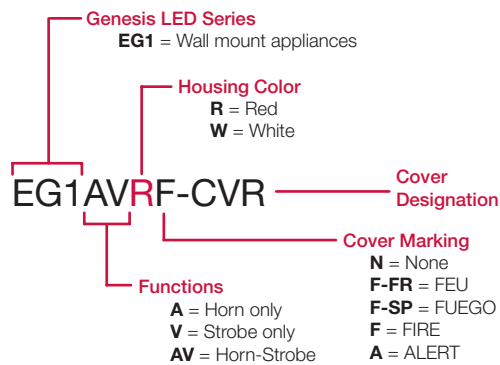 Genesis LED Series
EG1 = Wall mount appliances
Housing Color
R = Red
W = White
EG1AVRF-CVR
Cover
Designation
Cover Marking
N = None
F-FR = FEU
F-SP = FUEGO
F = FIRE
A = ALERT
Functions
A = Horn only
V = Strobe only
AV = Horn-Strobe